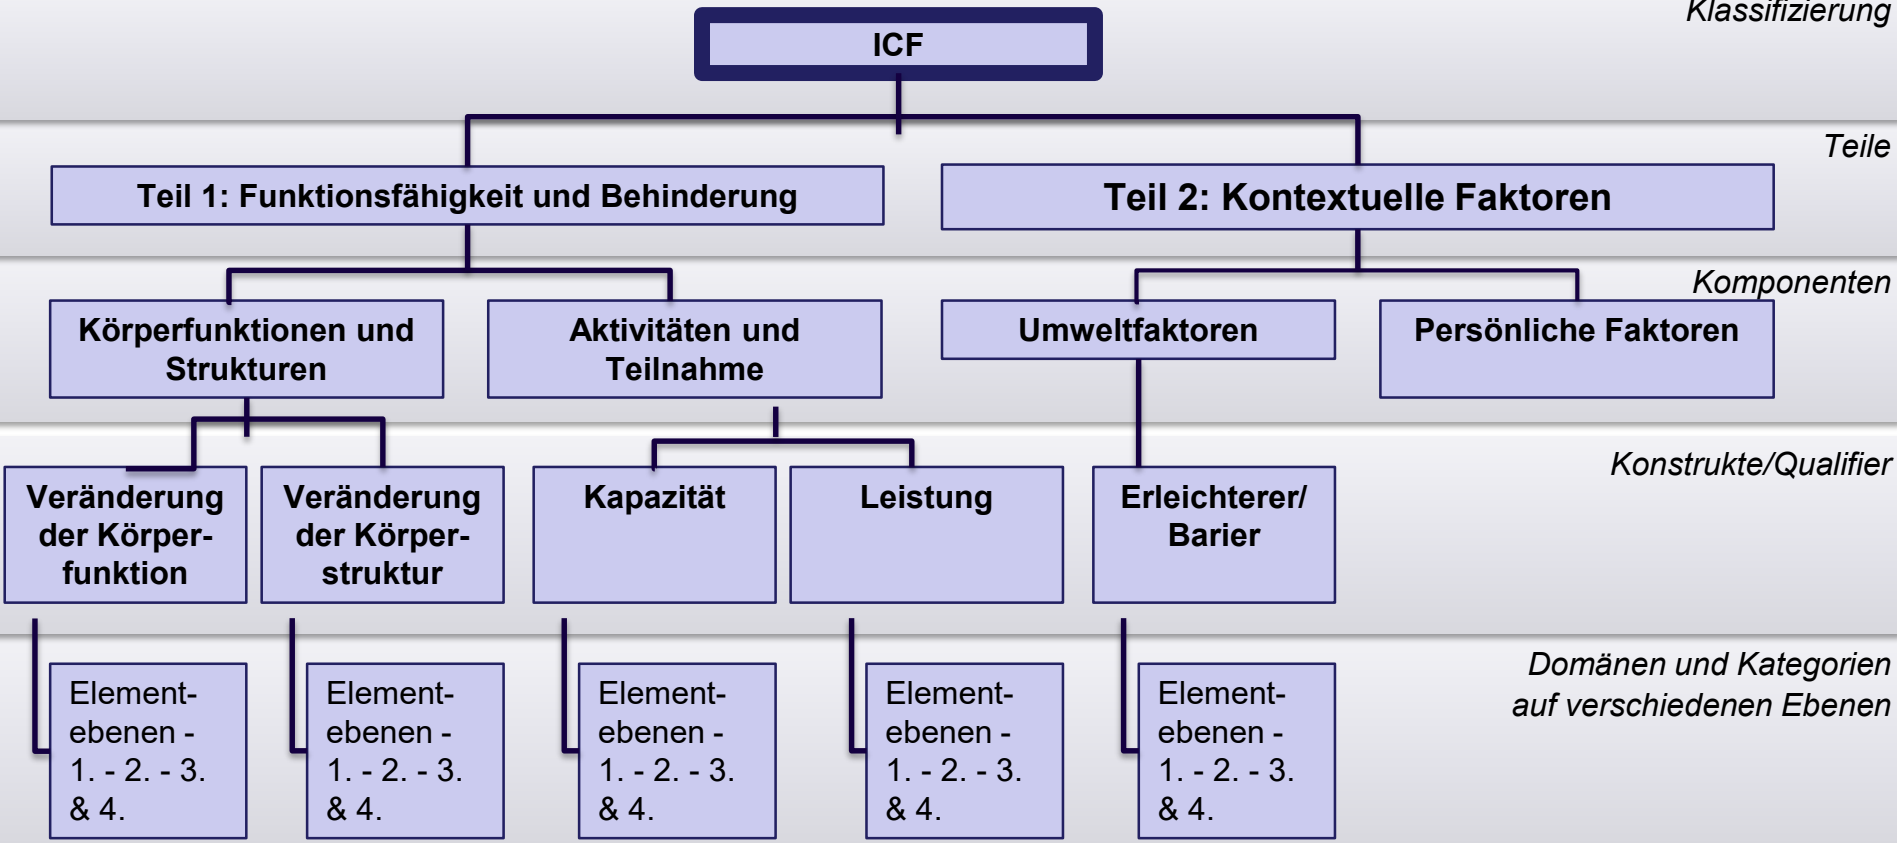 Klassifizierung
ICF
Teile
Teil 1: Funktionsfähigkeit und Behinderung
Teil 2: Kontextuelle Faktoren
Komponenten
Körperfunktionen und
Strukturen
Aktivitäten und
Teilnahme
Umweltfaktoren
Persönliche Faktoren
Konstrukte/Qualifier
Veränderung
der Körper-
funktion
Veränderung
der Körper-
struktur
Kapazität
Leistung
Erleichterer/
Barier
Domänen und Kategorien
auf verschiedenen Ebenen
Element-
ebenen -
1. - 2. - 3.
& 4.
Element-
ebenen -
1. - 2. - 3.
& 4.
Element-
ebenen -
1. - 2. - 3.
& 4.
Element-
ebenen -
1. - 2. - 3.
& 4.
Element-
ebenen -
1. - 2. - 3.
& 4.